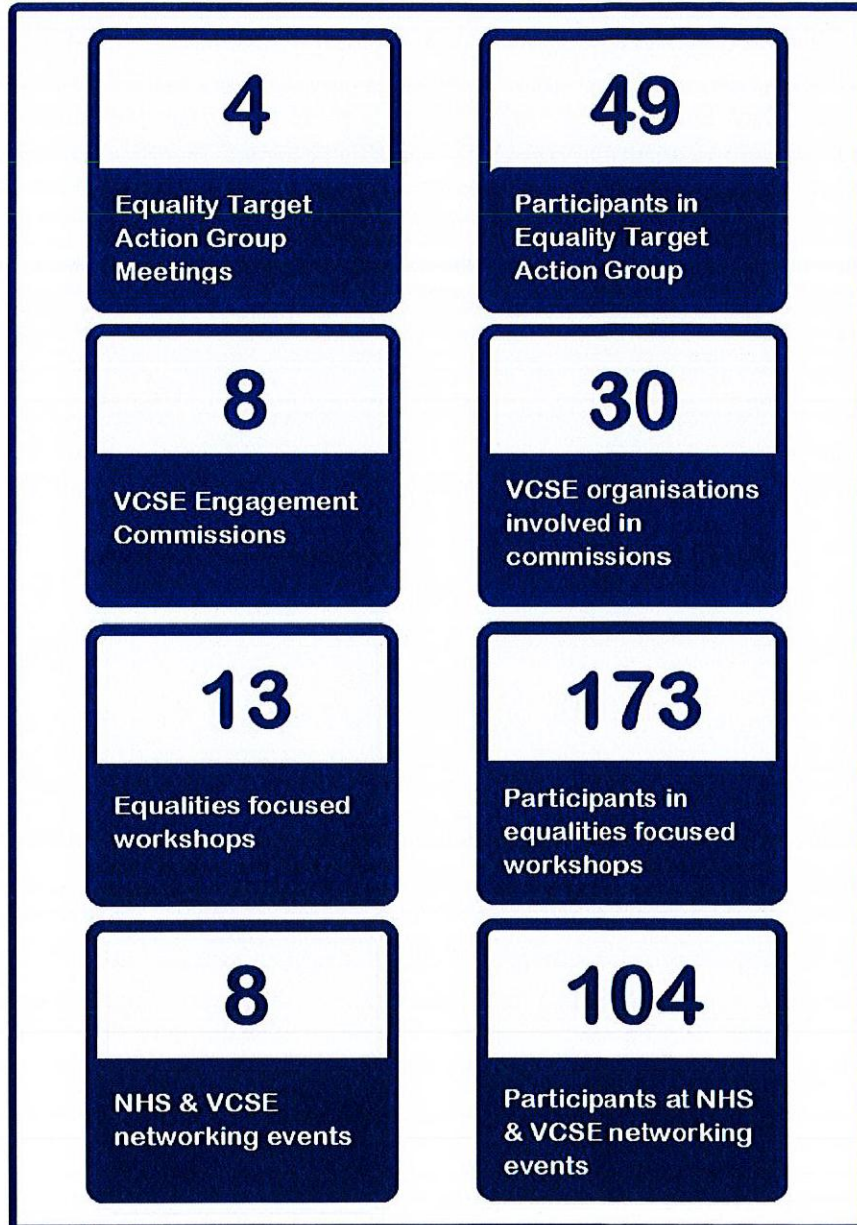 4
Equality Target
Action Group
Meetings
49
Participants in
Equality Target
Action Group
8
VCSE Engagement
Commissions
30
VCSE organisations
involved in
commissions
13
Equalities focused
workshops
173
Participants in
equalities focused
workshops
8
NHS & VCSE
networking events
104
Participants at NHS
& VCSE networking
events